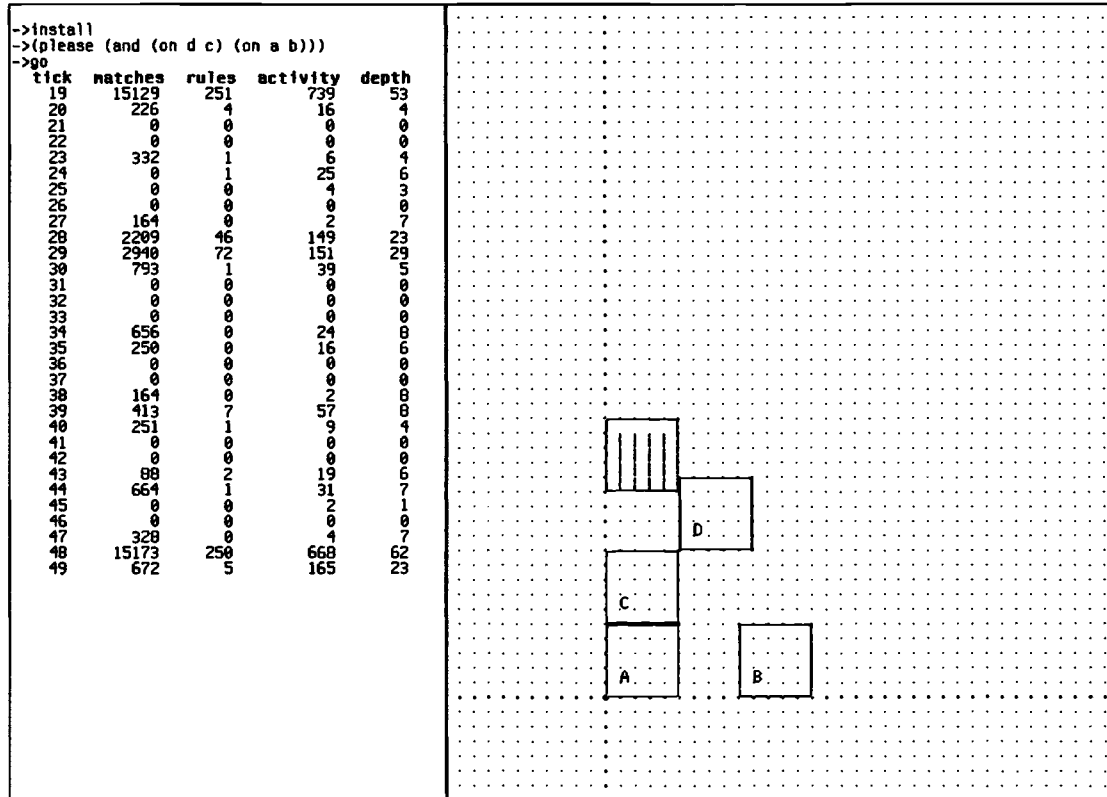 ->install
->(please (and (on d c) (on a b)))
->go
tick matches rules activity depth
19 15129 251 739 53
20 226 4 16 4
21 0 0 0 0
22 0 0 0 0
23 332 1 6 4
24 0 1 25 6
25 0 0 4 3
26 0 0 0 0
27 164 0 2 7
28 2209 46 149 23
29 2940 72 151 29
30 793 1 39 5
31 0 0 0 0
32 0 0 0 0
33 0 0 0 0
34 656 0 24 8
35 250 0 16 6
36 0 0 0 0
37 0 0 0 0
38 164 0 2 8
39 413 7 57 8
40 251 1 9 4
41 0 0 0 0
42 0 0 0 0
43 88 2 19 6
44 664 1 31 7
45 0 0 2 1
46 0 0 0 0
47 328 0 4 7
48 15173 250 668 62
49 672 5 165 23
D
C
A B